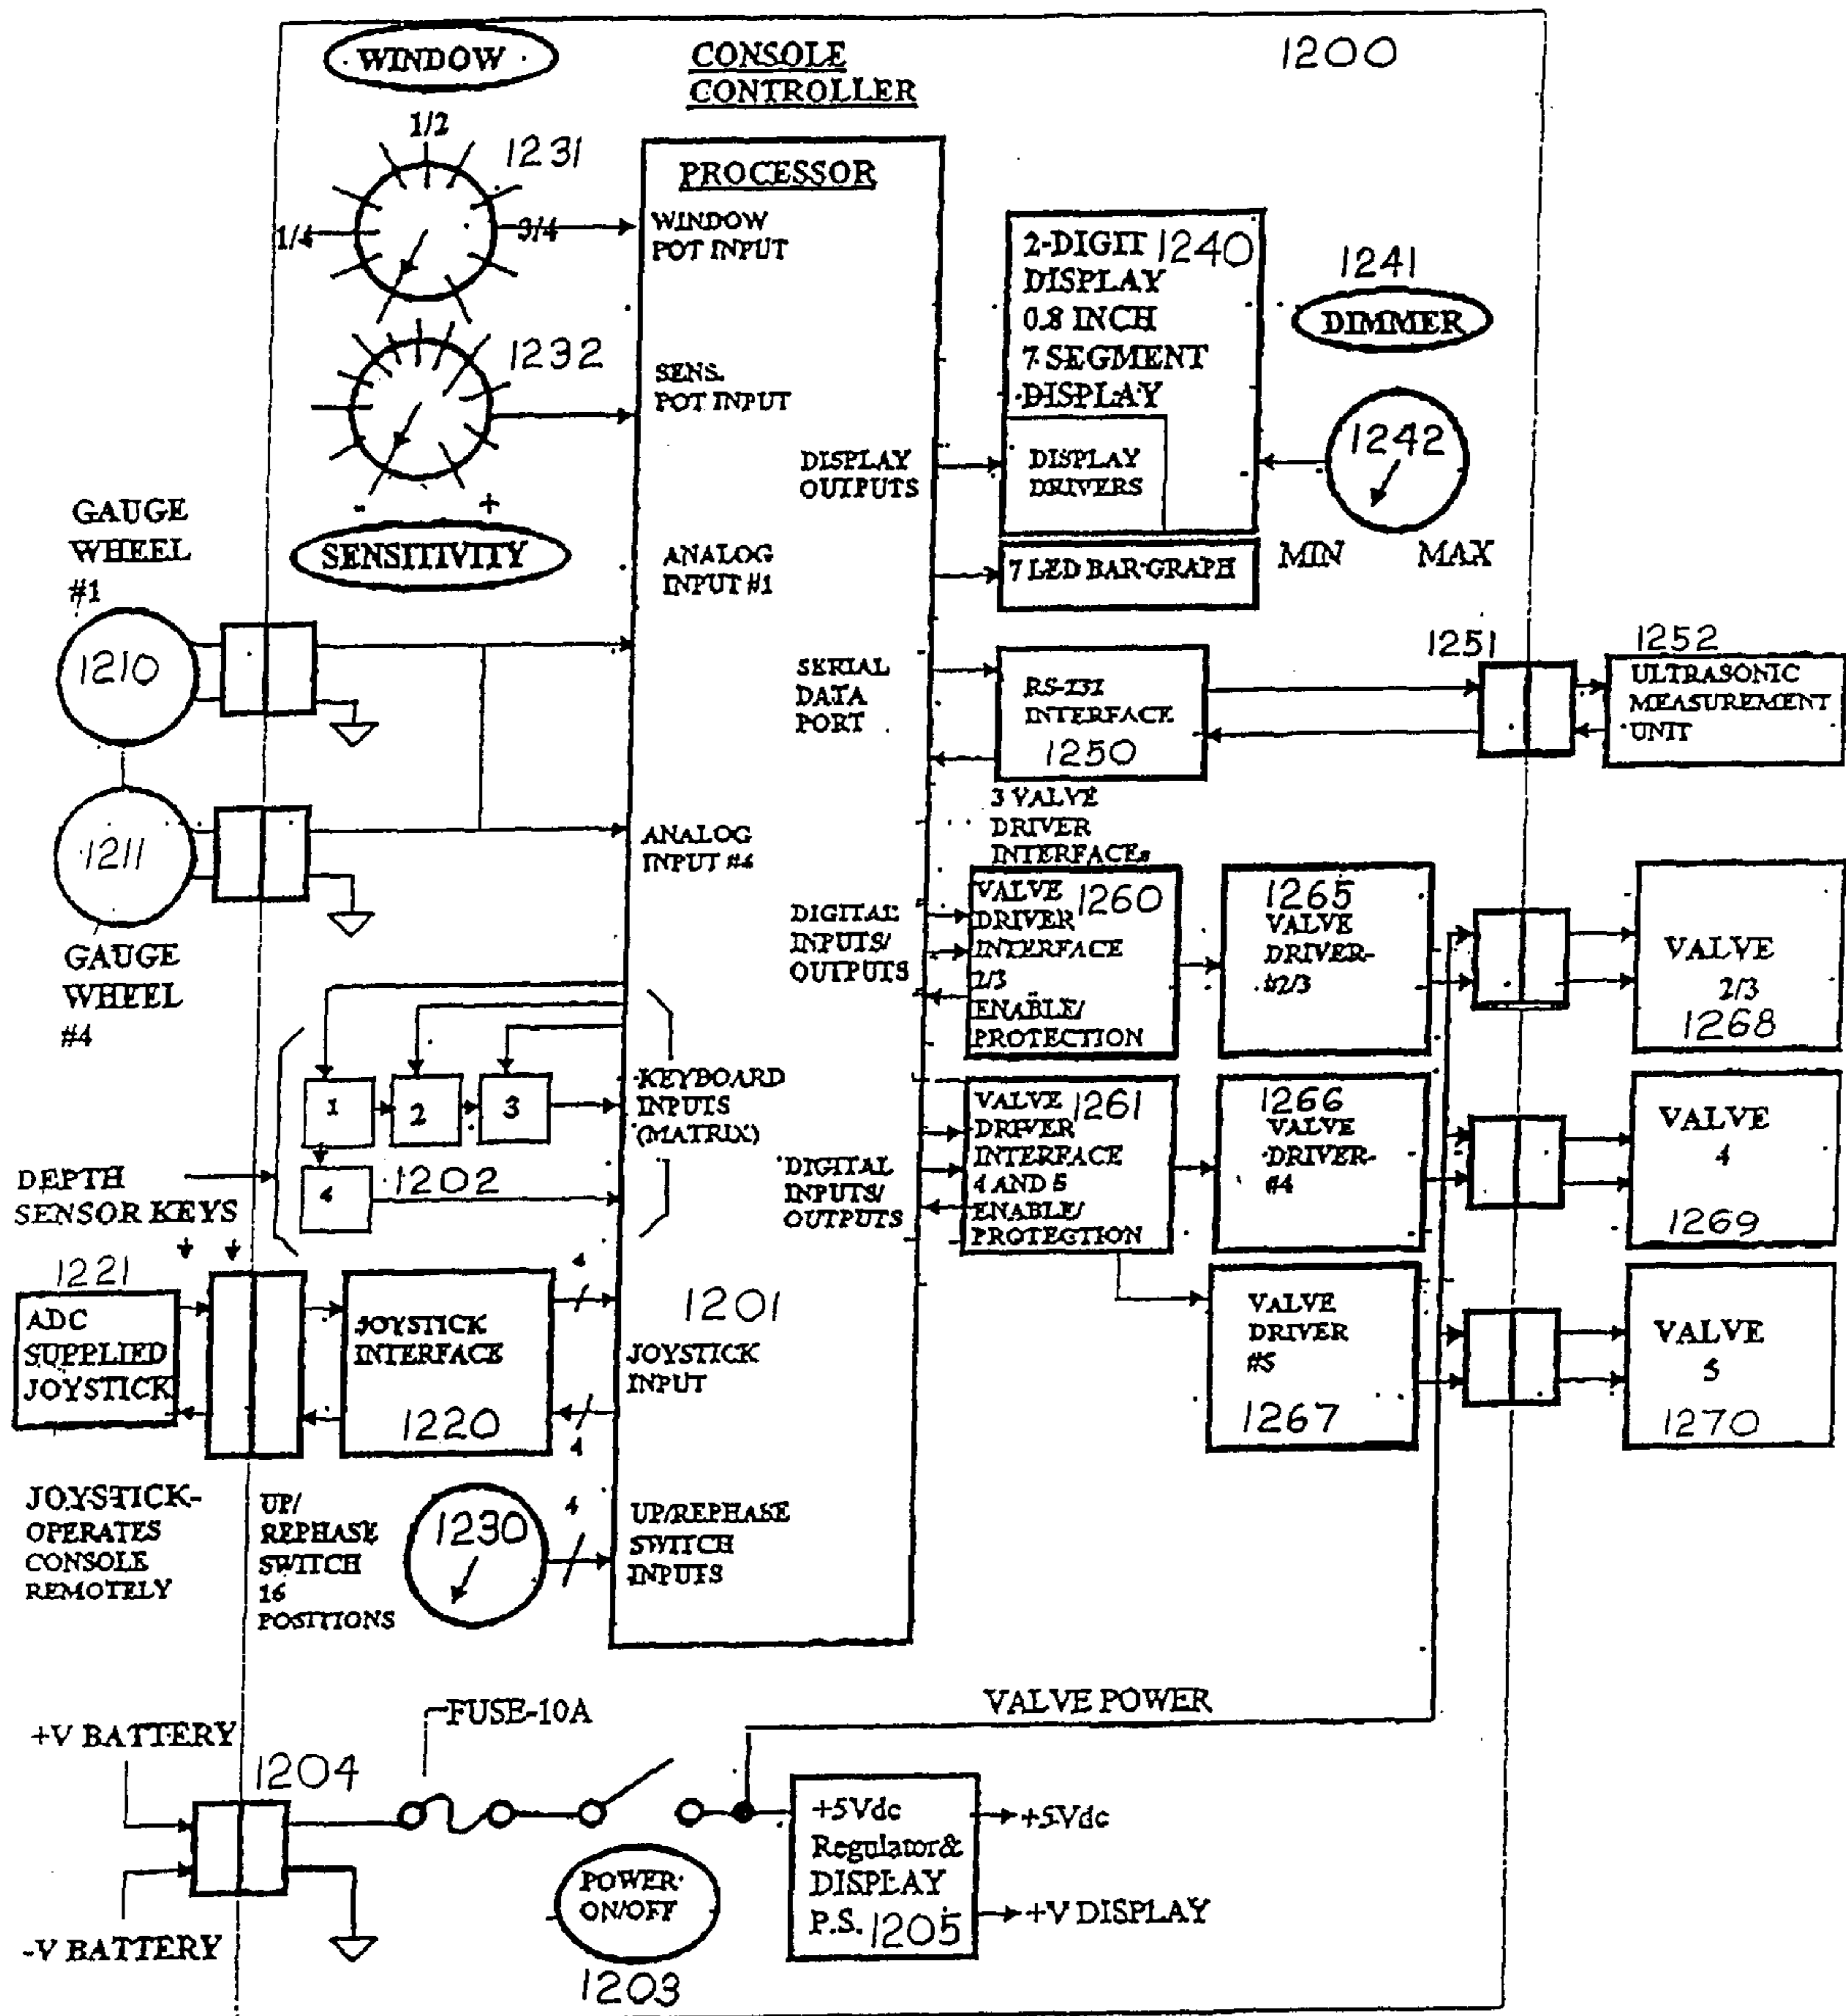 WINDOW
CONSOLE
CONTROLLER
1200
1/2
1231
1/4
3/4
PROCESSOR
WINDOW
POT INPUT
1232
SENS.
POT INPUT
- +
SENSITIVITY
2-DIGIT 1240
DISPLAY
0.8 INCH
7 SEGMENT
DISPLAY
DISPLAY
DRIVERS
1241
DIMMER
1242
MIN MAX
DISPLAY
OUTPUTS
7 LED BAR-GRAPH
GAUGE
WHEEL
#1
1210
ANALOG
INPUT #1
SERIAL
DATA
PORT
RS-232
INTERFACE
1250
1251
1252
ULTRASONIC
MEASUREMENT
UNIT
1211
GAUGE
WHEEL
#4
ANALOG
INPUT #4
3 VALVE
DRIVER
INTERFACEs
DIGITAL
INPUTS/
OUTPUTS
VALVE 1260
DRIVER
INTERFACE
2/3
ENABLE/
PROTECTION
1265
VALVE
DRIVER-
#2/3
VALVE
2/3
1268
1
2
3
4
1202
KEYBOARD
INPUTS
(MATRIX)
DEPTH
SENSOR KEYS
DIGITAL
INPUTS/
OUTPUTS
VALVE 1261
DRIVER
INTERFACE
4 AND 5
ENABLE/
PROTECTION
1266
VALVE
DRIVER-
#4
VALVE
4
1269
1221
ADC
SUPPLIED
JOYSTICK
JOYSTICK
INTERFACE
1220
4
4
1201
JOYSTICK
INPUT
VALVE
DRIVER
#5
1267
VALVE
5
1270
JOYSTICK-
OPERATES
CONSOLE
REMOTELY
UP/
REPHASE
SWITCH
16
POSITIONS
1230
4
UP/REPHASE
SWITCH
INPUTS
VALVE POWER
+V BATTERY
FUSE-10A
1204
-V BATTERY
POWER
ON/OFF
1203
+5Vdc
Regulator&
DISPLAY
P.S. 1205
+5Vdc
+V DISPLAY